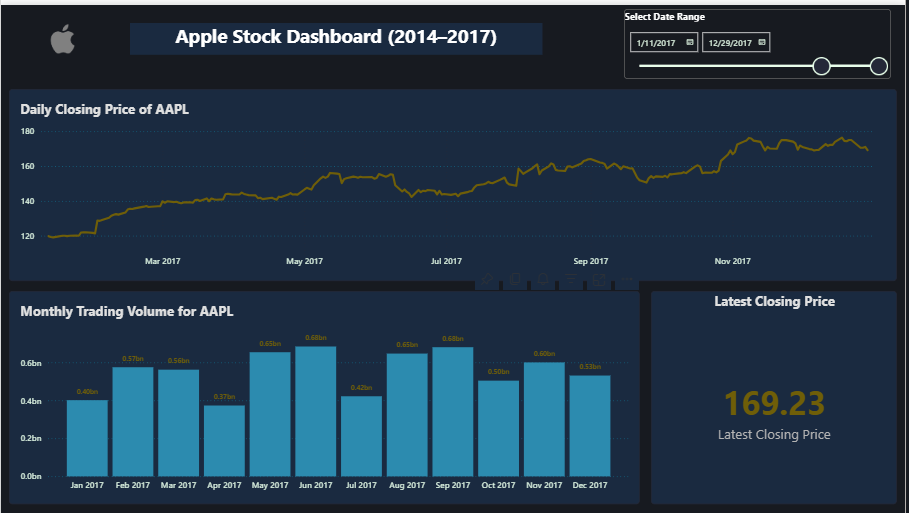 Select Date Range
Apple Stock Dashboard (2014–2017)
1/11/2017 12/29/2017
Daily Closing Price of AAPL
180
160
140
120
Mar 2017 May 2017 Jul 2017 Sep 2017 Nov 2017
Monthly Trading Volume for AAPL
0.6bn
0.4bn
0.2bn
0.0bn
0.40bn 0.57bn 0.56bn 0.37bn 0.65bn 0.68bn 0.42bn 0.65bn 0.68bn 0.50bn 0.60bn 0.53bn
Jan 2017 Feb 2017 Mar 2017 Apr 2017 May 2017 Jun 2017 Jul 2017 Aug 2017 Sep 2017 Oct 2017 Nov 2017 Dec 2017
Latest Closing Price
169.23
Latest Closing Price